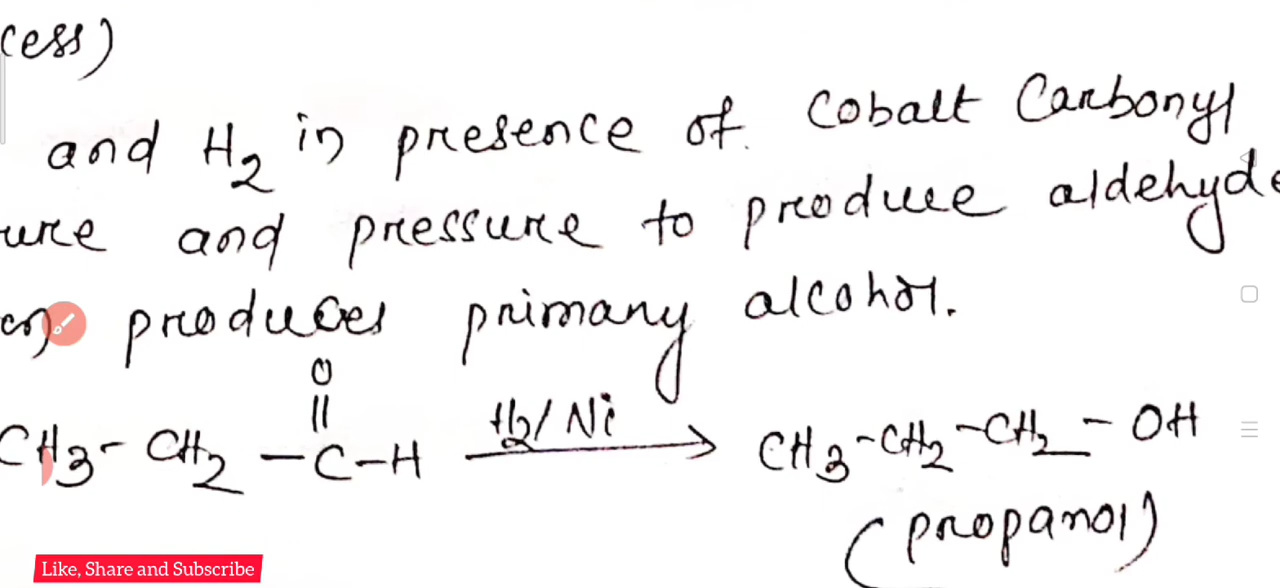 cess)
and H₂ in presence of Cobalt Carbonyl
ure and pressure to produce aldehyde
produces primary alcohol.
O
||
CH3-CH2-C-H H2/Ni → CH3-CH2-CH2-OH
(propanol)
Like, Share and Subscribe